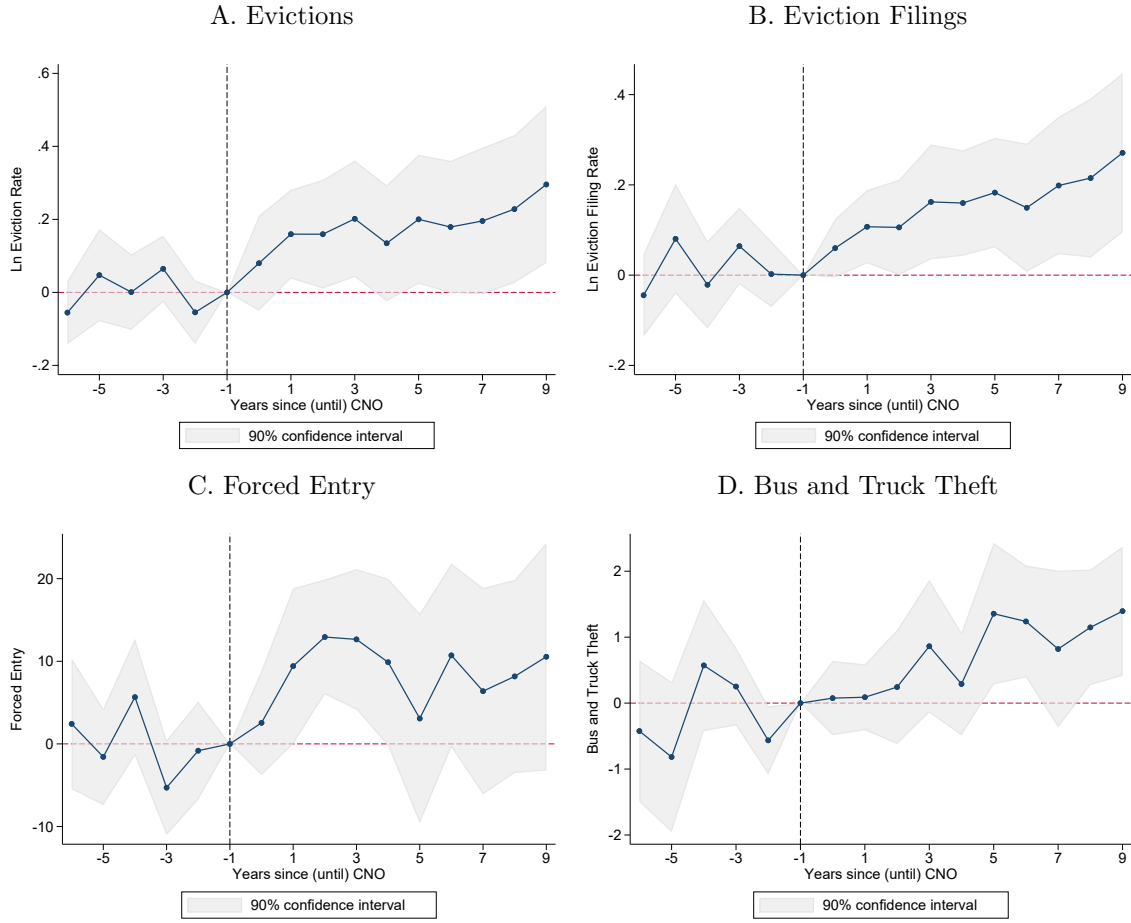 A. Evictions
.6
.4
.2
0
-.2
Ln Eviction Rate
-5 -3 -1 1 3 5 7 9
Years since (until) CNO
90% confidence interval
B. Eviction Filings
.4
.2
0
-.2
Ln Eviction Filing Rate
-5 -3 -1 1 3 5 7 9
Years since (until) CNO
90% confidence interval
C. Forced Entry
20
10
0
-10
Forced Entry
-5 -3 -1 1 3 5 7 9
Years since (until) CNO
90% confidence interval
D. Bus and Truck Theft
2
1
0
-1
-2
Bus and Truck Theft
-5 -3 -1 1 3 5 7 9
Years since (until) CNO
90% confidence interval